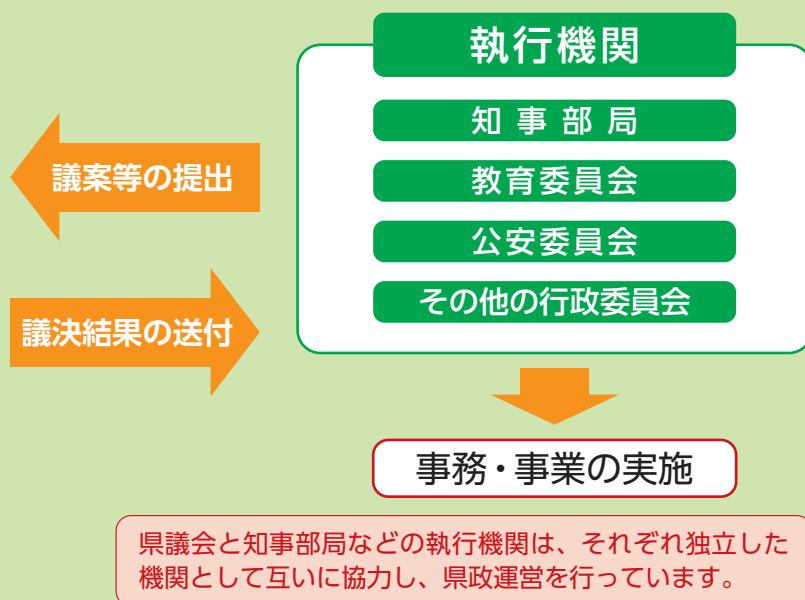 執行機関
知事部局
教育委員会
公安委員会
その他の行政委員会
議案等の提出
議決結果の送付
事務・事業の実施
県議会と知事部局などの執行機関は、それぞれ独立した
機関として互いに協力し、県政運営を行っています。